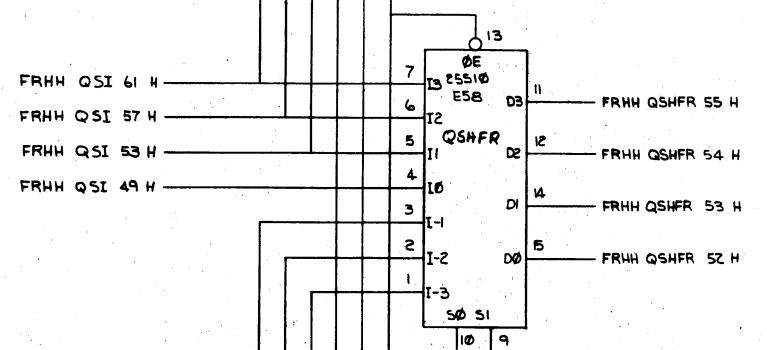 13
ØE
7
FRHH QSI 61 H
I3
25S10
11
E58
D3
FRHH QSHFR 55 H
6
FRHH QSI 57 H
I2
QSHFR
12
5
FRHH QSI 53 H
I1
D2
FRHH QSHFR 54 H
4
FRHH QSI 49 H
IØ
14
3
D1
FRHH QSHFR 53 H
I-1
2
15
I-2
DØ
FRHH QSHFR 52 H
1
I-3
SØ S1
10 9